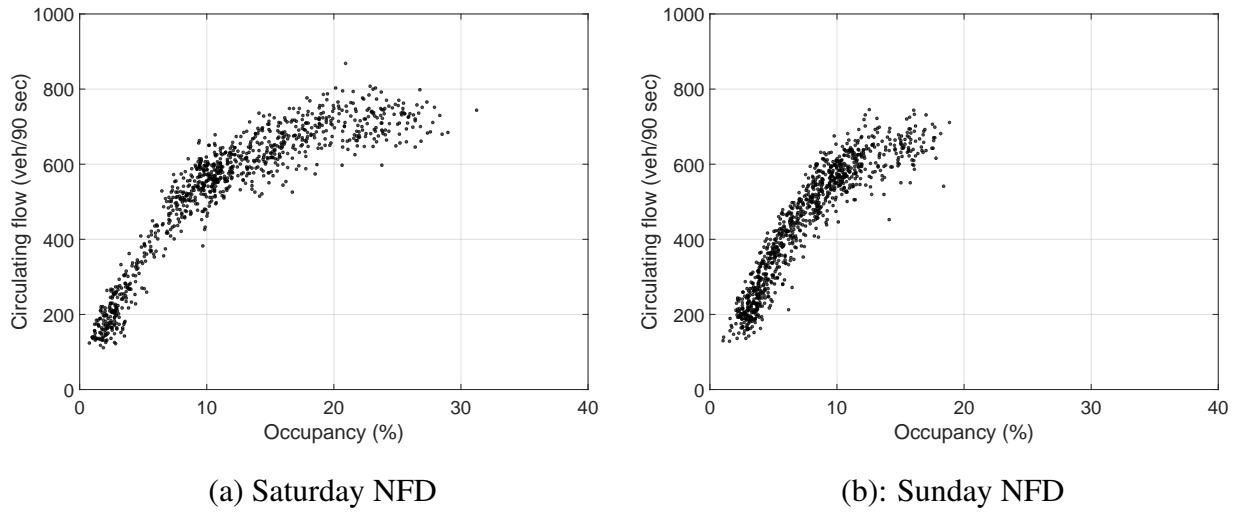 1000
800
600
400
200
0
Circulating flow (veh/90 sec)
0 10 20 30 40
Occupancy (%)
(a) Saturday NFD
1000
800
600
400
200
0
Circulating flow (veh/90 sec)
0 10 20 30 40
Occupancy (%)
(b): Sunday NFD